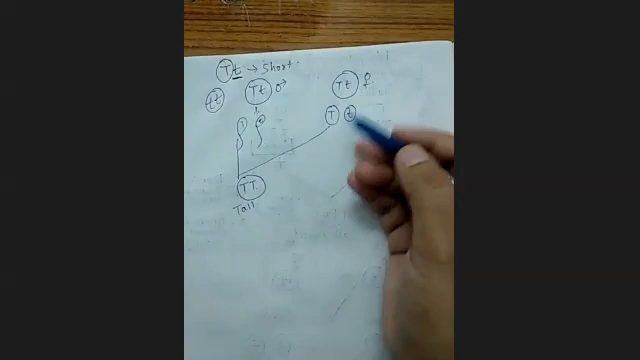 Tt → Short
tt Tt ♂ Tt ♀
T t T t
TT
Tall